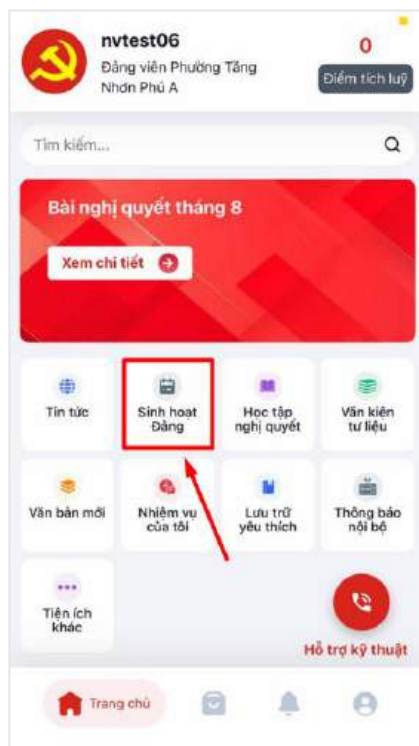 nvtest06
Đảng viên Phường Tăng
Nhơn Phú A
0
Điểm tích luỹ
Tìm kiếm...
Bài nghị quyết tháng 8
Xem chi tiết
Tin tức
Sinh hoạt
Đảng
Học tập
nghị quyết
Văn kiện
tư liệu
Văn bản mới
Nhiệm vụ
của tôi
Lưu trữ
yêu thích
Thông báo
nội bộ
Tiện ích
khác
Hỗ trợ kỹ thuật
Trang chủ